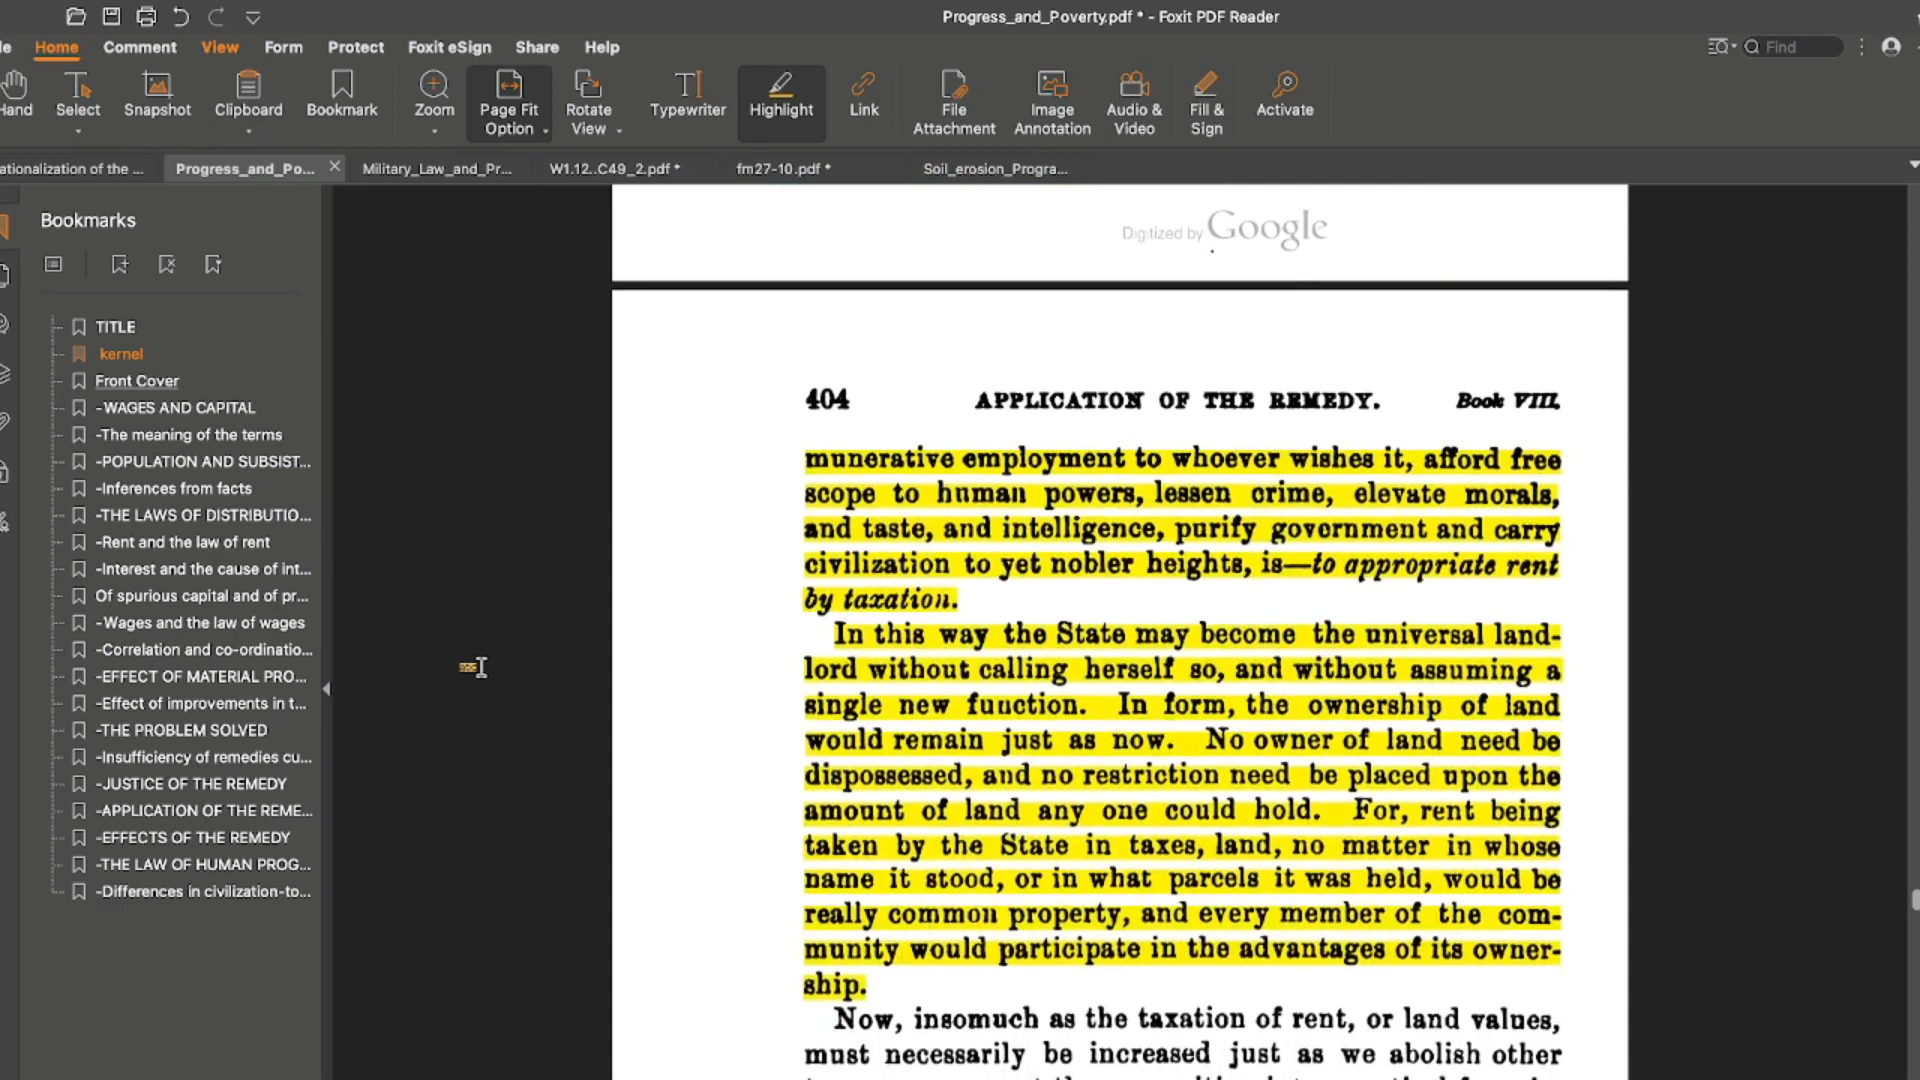 Progress_and_Poverty.pdf * - Foxit PDF Reader
Home Comment View Form Protect Foxit eSign Share Help
Find
Hand Select Snapshot Clipboard Bookmark Zoom Page Fit Option Rotate View Typewriter Highlight Link File Attachment Image Annotation Audio & Video Fill & Sign Activate
ationalization of the ... Progress_and_Po... Military_Law_and_Pr... W1.12..C49_2.pdf * fm27-10.pdf * Soil_erosion_Progra...
Bookmarks
TITLE
kernel
Front Cover
-WAGES AND CAPITAL
-The meaning of the terms
-POPULATION AND SUBSIST...
-Inferences from facts
-THE LAWS OF DISTRIBUTIO...
-Rent and the law of rent
-Interest and the cause of int...
Of spurious capital and of pr...
-Wages and the law of wages
-Correlation and co-ordinatio...
-EFFECT OF MATERIAL PRO...
-Effect of improvements in t...
-THE PROBLEM SOLVED
-Insufficiency of remedies cu...
-JUSTICE OF THE REMEDY
-APPLICATION OF THE REME...
-EFFECTS OF THE REMEDY
-THE LAW OF HUMAN PROG...
-Differences in civilization-to...
Digitized by Google
404 APPLICATION OF THE REMEDY. Book VIII.
munerative employment to whoever wishes it, afford free
scope to human powers, lessen crime, elevate morals,
and taste, and intelligence, purify government and carry
civilization to yet nobler heights, is—to appropriate rent
by taxation.
In this way the State may become the universal land-
lord without calling herself so, and without assuming a
single new function. In form, the ownership of land
would remain just as now. No owner of land need be
dispossessed, and no restriction need be placed upon the
amount of land any one could hold. For, rent being
taken by the State in taxes, land, no matter in whose
name it stood, or in what parcels it was held, would be
really common property, and every member of the com-
munity would participate in the advantages of its owner-
ship.
Now, insomuch as the taxation of rent, or land values,
must necessarily be increased just as we abolish other